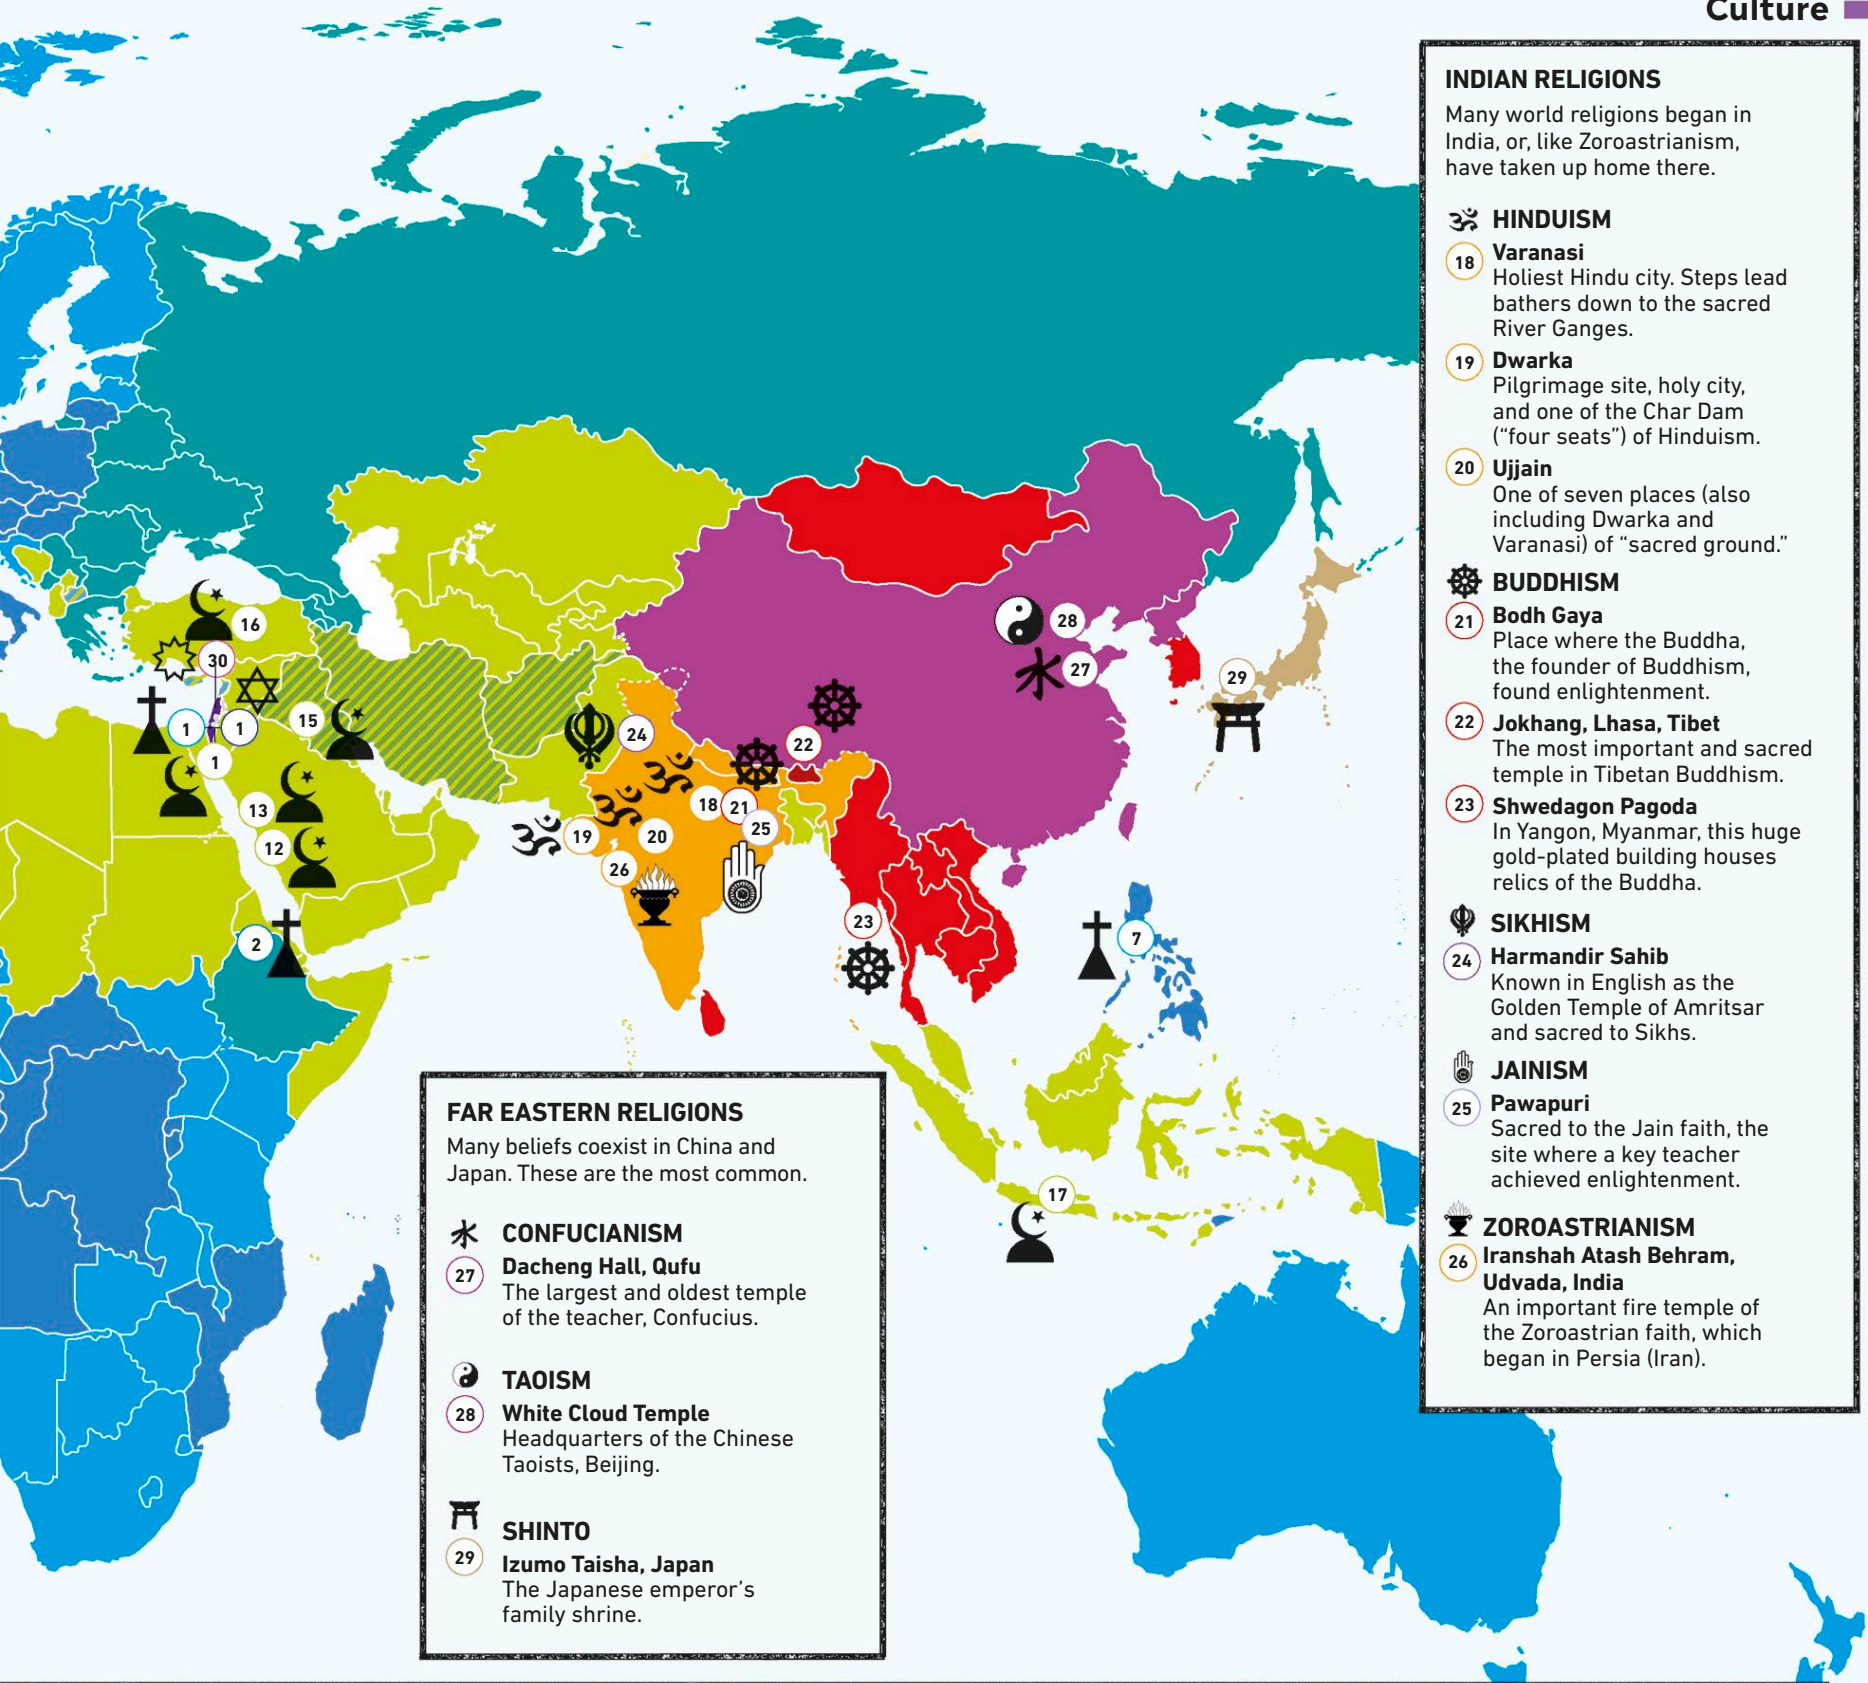 Culture
INDIAN RELIGIONS
Many world religions began in
India, or, like Zoroastrianism,
have taken up home there.
HINDUISM
18 Varanasi
Holiest Hindu city. Steps lead
bathers down to the sacred
River Ganges.
19 Dwarka
Pilgrimage site, holy city,
and one of the Char Dam
(“four seats”) of Hinduism.
20 Ujjain
One of seven places (also
including Dwarka and
Varanasi) of “sacred ground.”
BUDDHISM
21 Bodh Gaya
Place where the Buddha,
the founder of Buddhism,
found enlightenment.
22 Jokhang, Lhasa, Tibet
The most important and sacred
temple in Tibetan Buddhism.
23 Shwedagon Pagoda
In Yangon, Myanmar, this huge
gold-plated building houses
relics of the Buddha.
SIKHISM
24 Harmandir Sahib
Known in English as the
Golden Temple of Amritsar
and sacred to Sikhs.
JAINISM
25 Pawapuri
Sacred to the Jain faith, the
site where a key teacher
achieved enlightenment.
ZOROASTRIANISM
26 Iranshah Atash Behram,
Udvada, India
An important fire temple of
the Zoroastrian faith, which
began in Persia (Iran).
FAR EASTERN RELIGIONS
Many beliefs coexist in China and
Japan. These are the most common.
CONFUCIANISM
27 Dacheng Hall, Qufu
The largest and oldest temple
of the teacher, Confucius.
TAOISM
28 White Cloud Temple
Headquarters of the Chinese
Taoists, Beijing.
SHINTO
29 Izumo Taisha, Japan
The Japanese emperor’s
family shrine.
16
30
1
1
1
15
13
12
2
24
22
18
21
25
19
20
26
23
28
27
29
7
17